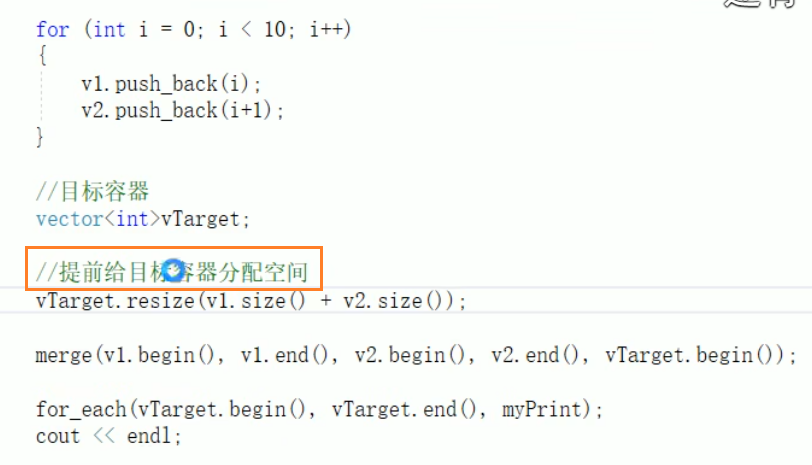 for (int i = 0; i < 10; i++)
{
v1.push_back(i);
v2.push_back(i+1);
}
//目标容器
vector<int>vTarget;
//提前给目标容器分配空间
vTarget.resize(v1.size() + v2.size());
merge(v1.begin(), v1.end(), v2.begin(), v2.end(), vTarget.begin());
for_each(vTarget.begin(), vTarget.end(), myPrint);
cout << endl;